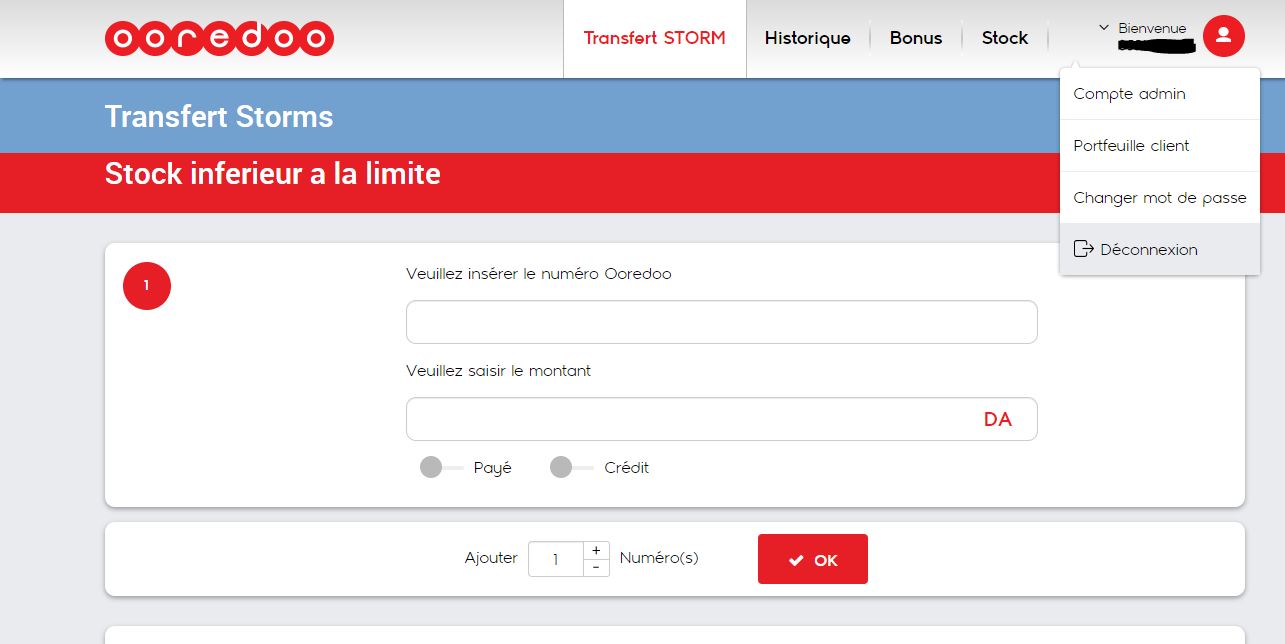 ooredoo
Transfert STORM
Historique
Bonus
Stock
Bienvenue
Compte admin
Portfeuille client
Changer mot de passe
Déconnexion
Transfert Storms
Stock inferieur a la limite
1
Veuillez insérer le numéro Ooredoo
Veuillez saisir le montant
DA
Payé
Crédit
Ajouter 1 + - Numéro(s)
OK